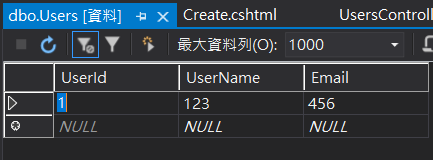 dbo.Users [資料] Create.cshtml UsersControll
最大資料列(O): 1000
UserId UserName Email
1 123 456
NULL NULL NULL